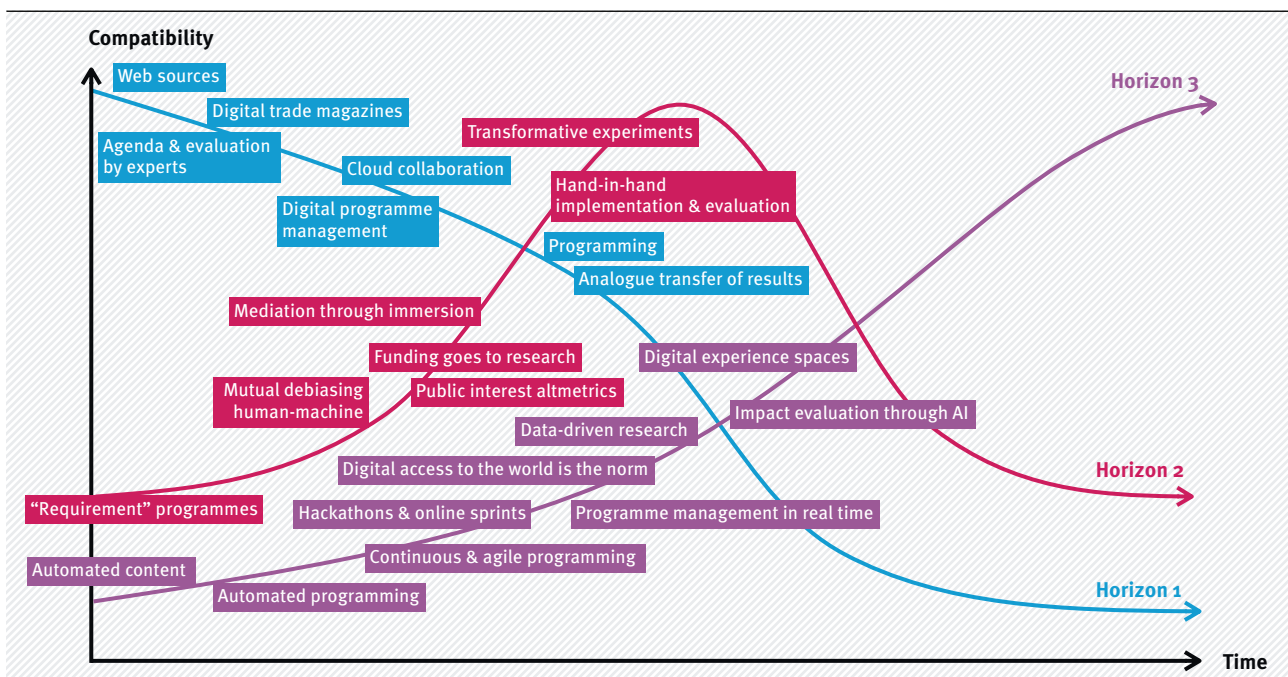 Compatibility
Web sources
Horizon 3
Digital trade magazines
Transformative experiments
Agenda & evaluation
by experts
Cloud collaboration
Hand-in-hand
implementation & evaluation
Digital programme
management
Programming
Analogue transfer of results
Mediation through immersion
Funding goes to research
Digital experience spaces
Mutual debiasing
human-machine
Public interest altmetrics
Impact evaluation through AI
Data-driven research
Digital access to the world is the norm
Horizon 2
“Requirement” programmes
Hackathons & online sprints
Programme management in real time
Continuous & agile programming
Automated content
Automated programming
Horizon 1
Time